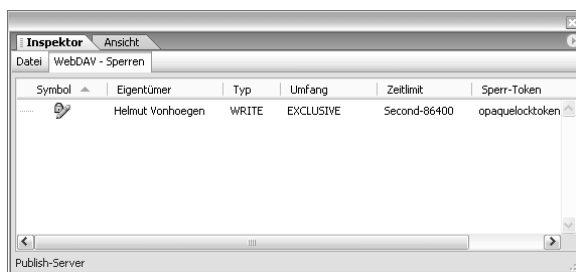 Inspektor Ansicht
Datei WebDAV - Sperren
Symbol Eigentümer Typ Umfang Zeitlimit Sperr-Token
Helmut Vonhoegen WRITE EXCLUSIVE Second-86400 opaquelocktoken
Publish-Server